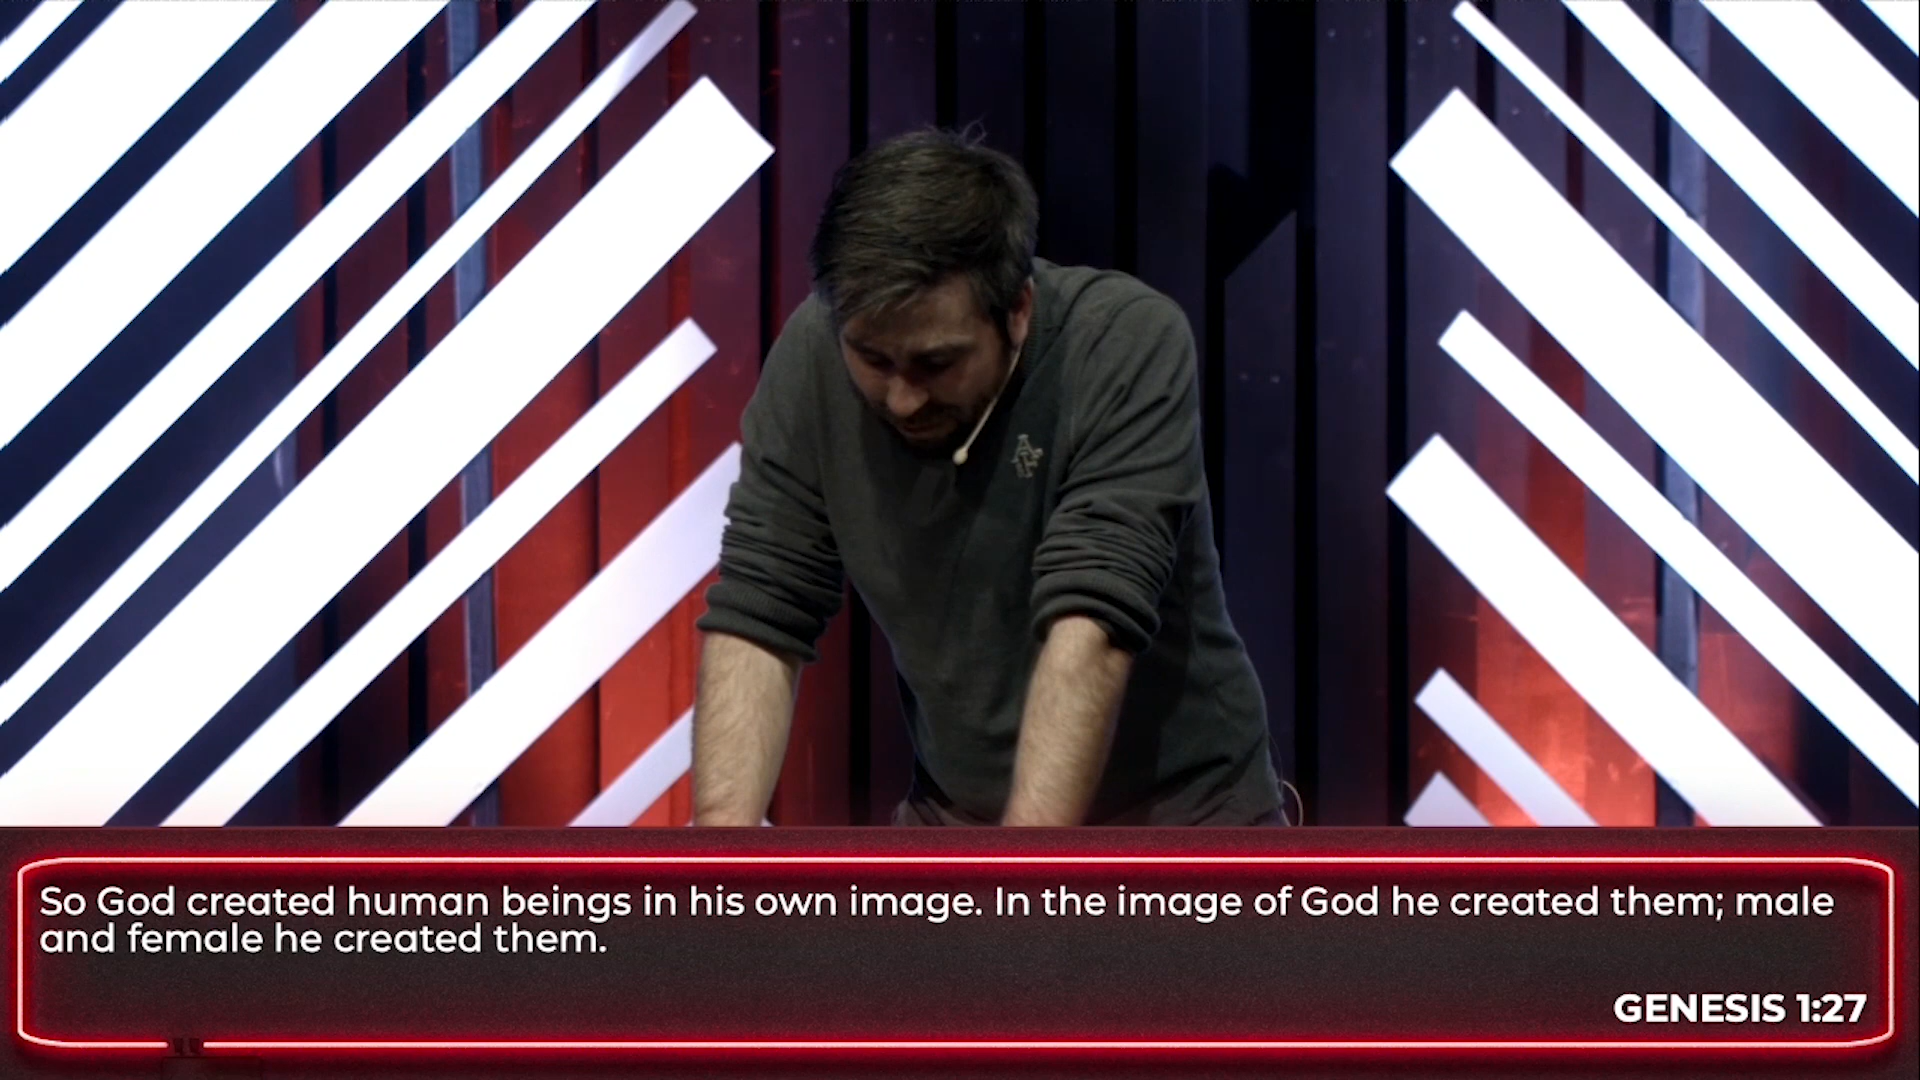 So God created human beings in his own image. In the image of God he created them; male
and female he created them.
GENESIS 1:27